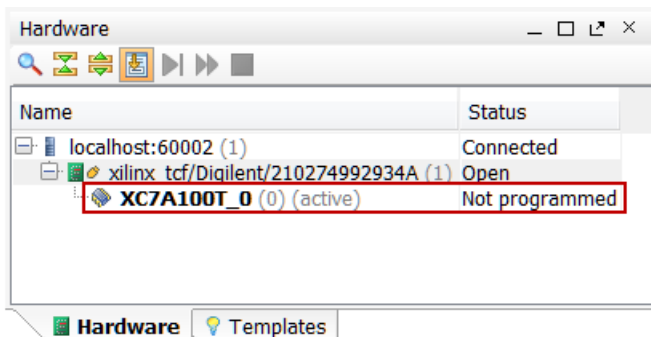 Hardware
Name Status
localhost:60002 (1) Connected
xilinx_tcf/Digilent/210274992934A (1) Open
XC7A100T_0 (0) (active) Not programmed
Hardware Templates